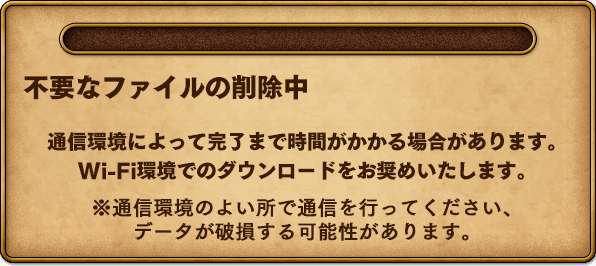 不要なファイルの削除中
通信環境によって完了まで時間がかかる場合があります。
Wi-Fi環境でのダウンロードをお奨めいたします。
※通信環境のよい所で通信を行ってください、
データが破損する可能性があります。